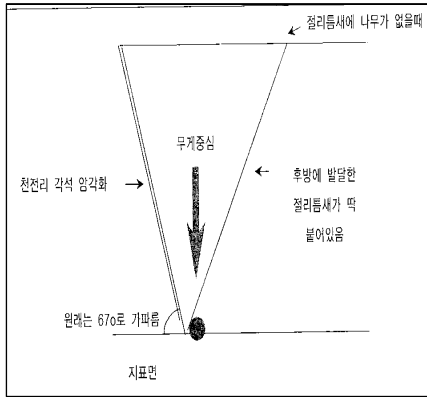 절리틈새에 나무가 없을때
무게중심
천전리 각석 암각화
후방에 발달한
절리틈새가 딱
붙어있음
원래는 67o로 가파름
지표면